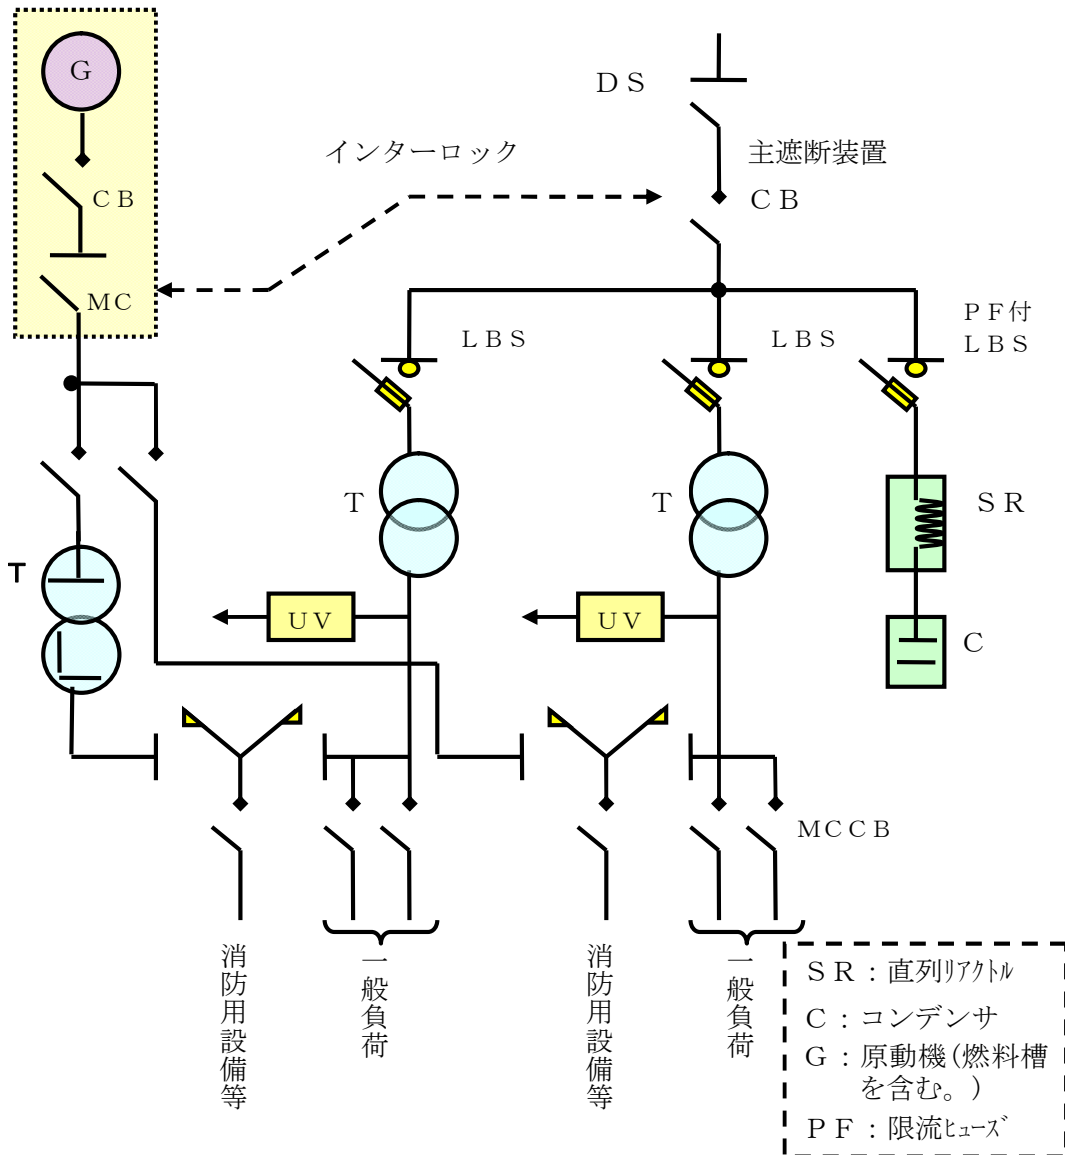 G
CB
MC
インターロック
DS
主遮断装置
CB
LBS
LBS
PF付
LBS
T
T
SR
T
UV
UV
C
MCCB
消防用設備等
一般負荷
消防用設備等
一般負荷
SR：直列ﾘｱｸﾄﾙ
C：コンデンサ
G：原動機(燃料槽
を含む。)
PF：限流ﾋｭｰｽﾞ